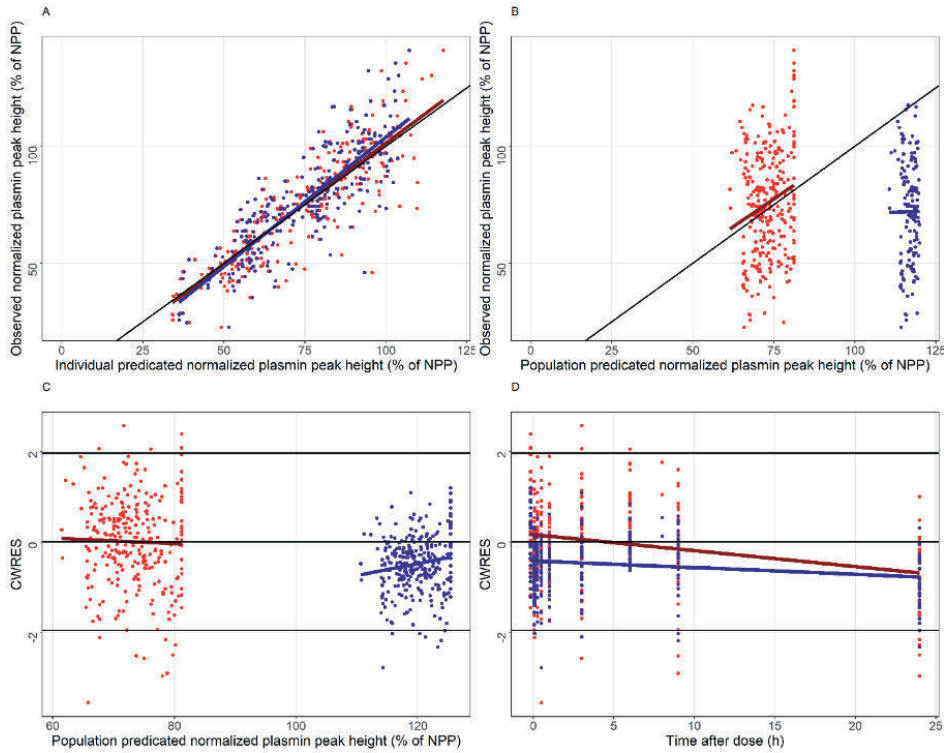 A
Observed normalized plasmin peak height (% of NPP)
100
50
0 25 50 75 100 125
Individual predicated normalized plasmin peak height (% of NPP)
B
Observed normalized plasmin peak height (% of NPP)
100
50
0 25 50 75 100 125
Population predicated normalized plasmin peak height (% of NPP)
C
CWRES
2
0
-2
60 80 100 120
Population predicated normalized plasmin peak height (% of NPP)
D
CWRES
2
0
-2
0 5 10 15 20 25
Time after dose (h)